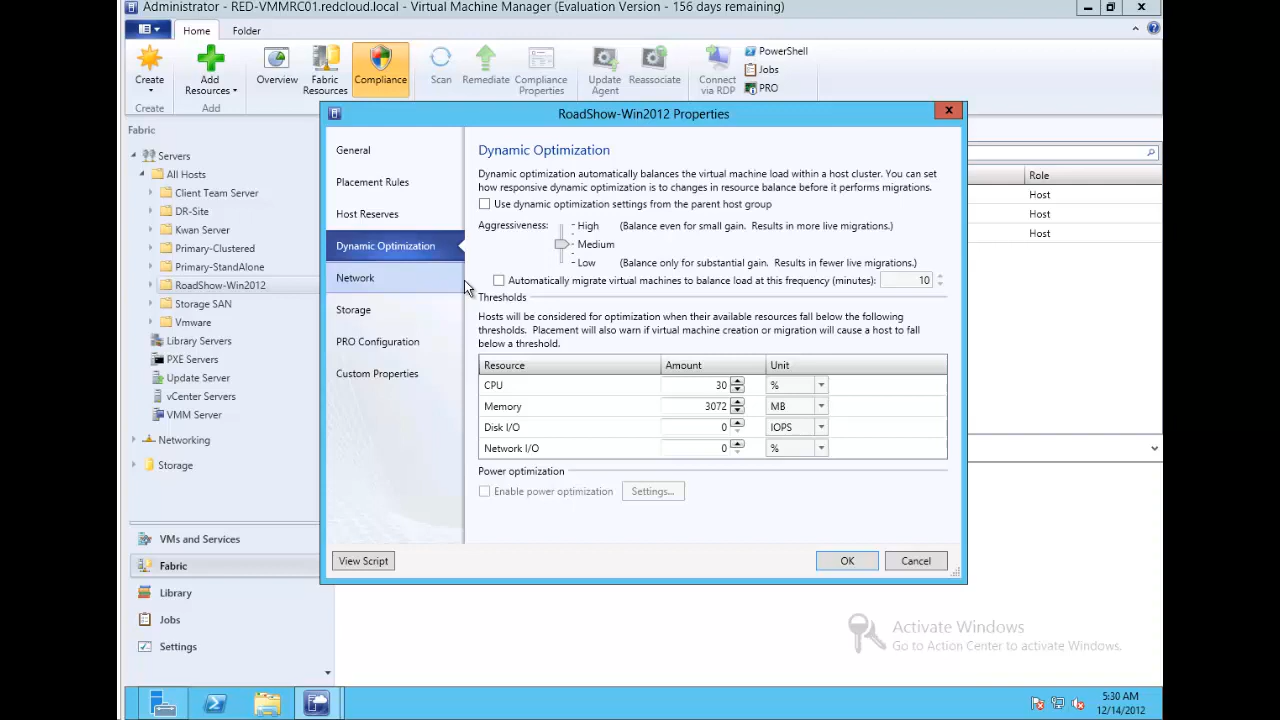 Administrator - RED-VMMRC01.redcloud.local - Virtual Machine Manager (Evaluation Version - 156 days remaining)
Home
Folder
Create
Add Resources
Overview
Fabric Resources
Compliance
Scan
Remediate
Compliance Properties
Update Agent
Reassociate
Connect via RDP
PowerShell
Jobs
PRO
Create
Add
Fabric
Servers
All Hosts
Client Team Server
DR-Site
Kwan Server
Primary-Clustered
Primary-StandAlone
RoadShow-Win2012
Storage SAN
Vmware
Library Servers
PXE Servers
Update Server
vCenter Servers
VMM Server
Networking
Storage
VMs and Services
Fabric
Library
Jobs
Settings
RoadShow-Win2012 Properties
x
General
Placement Rules
Host Reserves
Dynamic Optimization
Network
Storage
PRO Configuration
Custom Properties
Dynamic Optimization
Dynamic optimization automatically balances the virtual machine load within a host cluster. You can set
how responsive dynamic optimization is to changes in resource balance before it performs migrations.
Use dynamic optimization settings from the parent host group
Aggressiveness:
- High (Balance even for small gain. Results in more live migrations.)
- Medium
- Low (Balance only for substantial gain. Results in fewer live migrations.)
Automatically migrate virtual machines to balance load at this frequency (minutes): 10
Thresholds
Hosts will be considered for optimization when their available resources fall below the following
thresholds. Placement will also warn if virtual machine creation or migration will cause a host to fall
below a threshold.
Resource Amount Unit
CPU 30 %
Memory 3072 MB
Disk I/O 0 IOPS
Network I/O 0 %
Power optimization
Enable power optimization Settings...
View Script
OK
Cancel
Role
Host
Host
Host
Activate Windows
Go to Action Center to activate Windows.
5:30 AM
12/14/2012